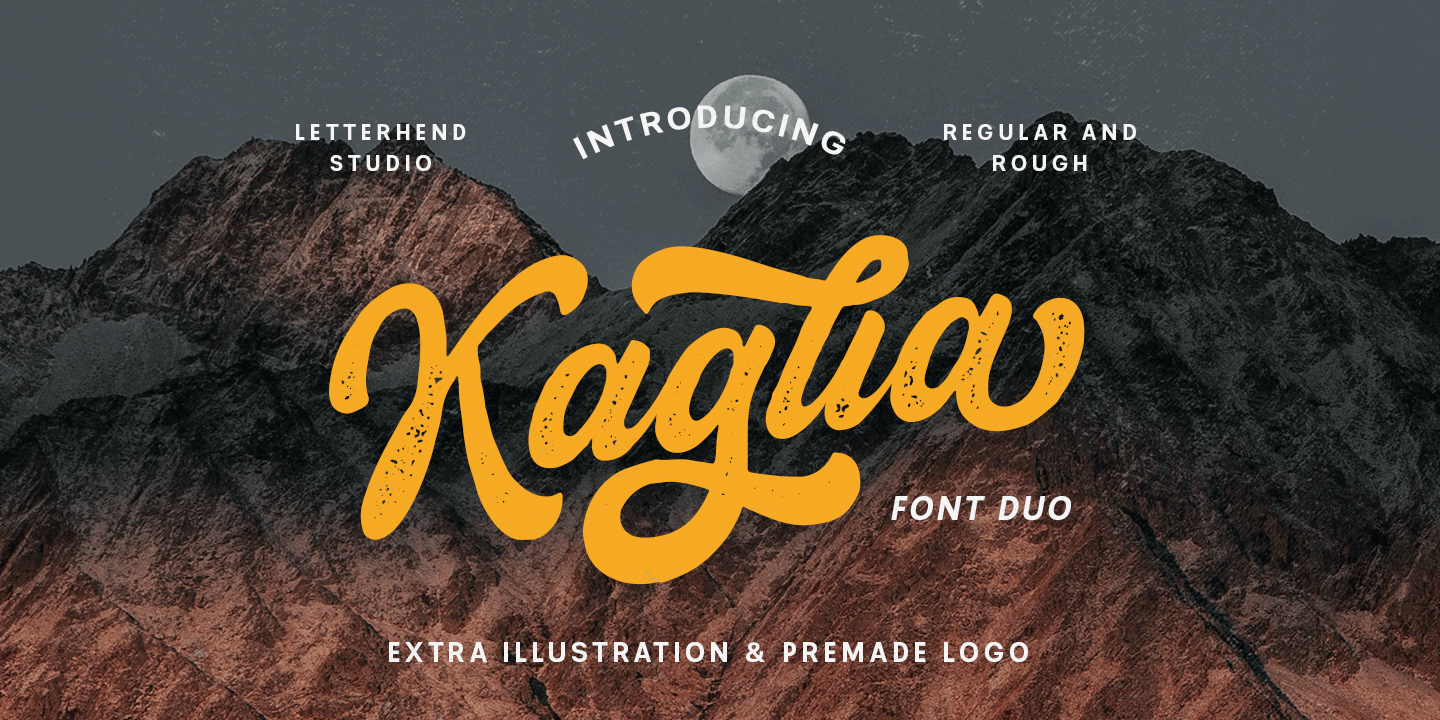 LETTERHEND
STUDIO
INTRODUCING
REGULAR AND
ROUGH
Kaglia
FONT DUO
EXTRA ILLUSTRATION & PREMADE LOGO